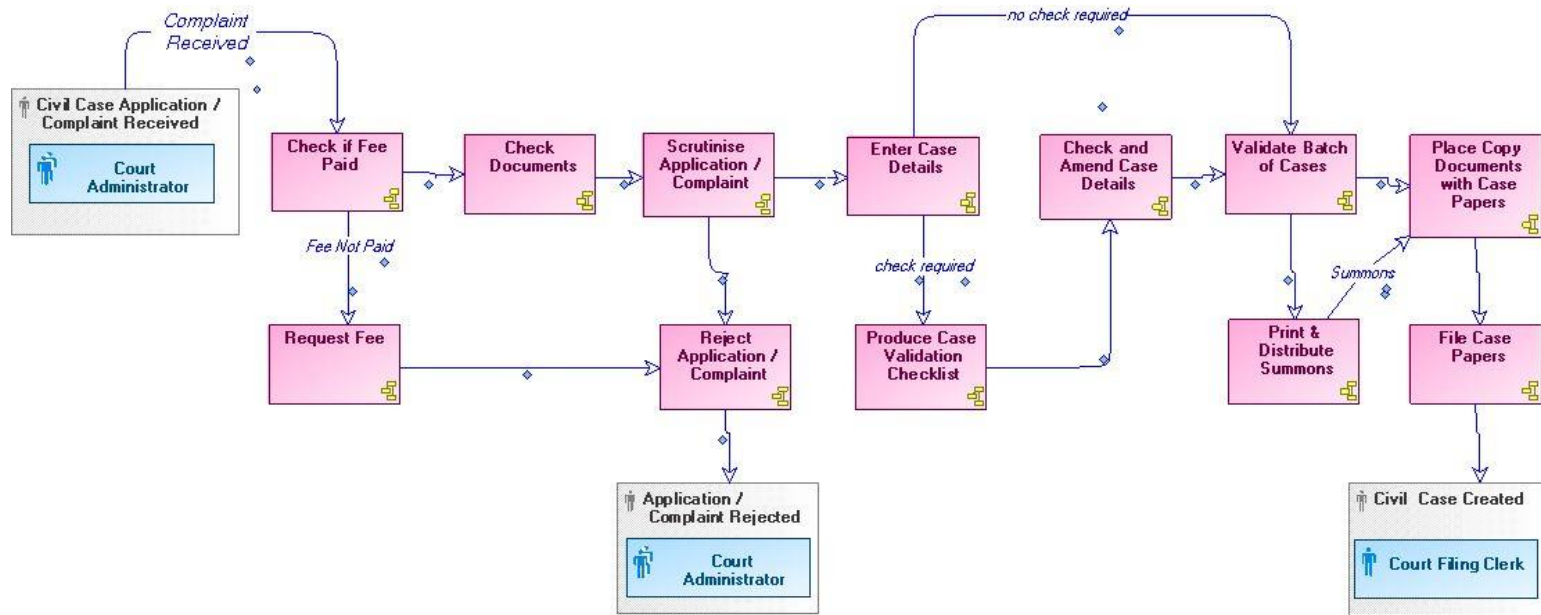 Complaint
Received
no check required
Civil Case Application /
Complaint Received
Court
Administrator
Check if Fee
Paid
Check
Documents
Scrutinise
Application /
Complaint
Enter Case
Details
Check and
Amend Case
Details
Validate Batch
of Cases
Place Copy
Documents
with Case
Papers
Fee Not Paid
check required
Summons
Request Fee
Reject
Application /
Complaint
Produce Case
Validation
Checklist
Print &
Distribute
Summons
File Case
Papers
Application /
Complaint Rejected
Court
Administrator
Civil Case Created
Court Filing Clerk